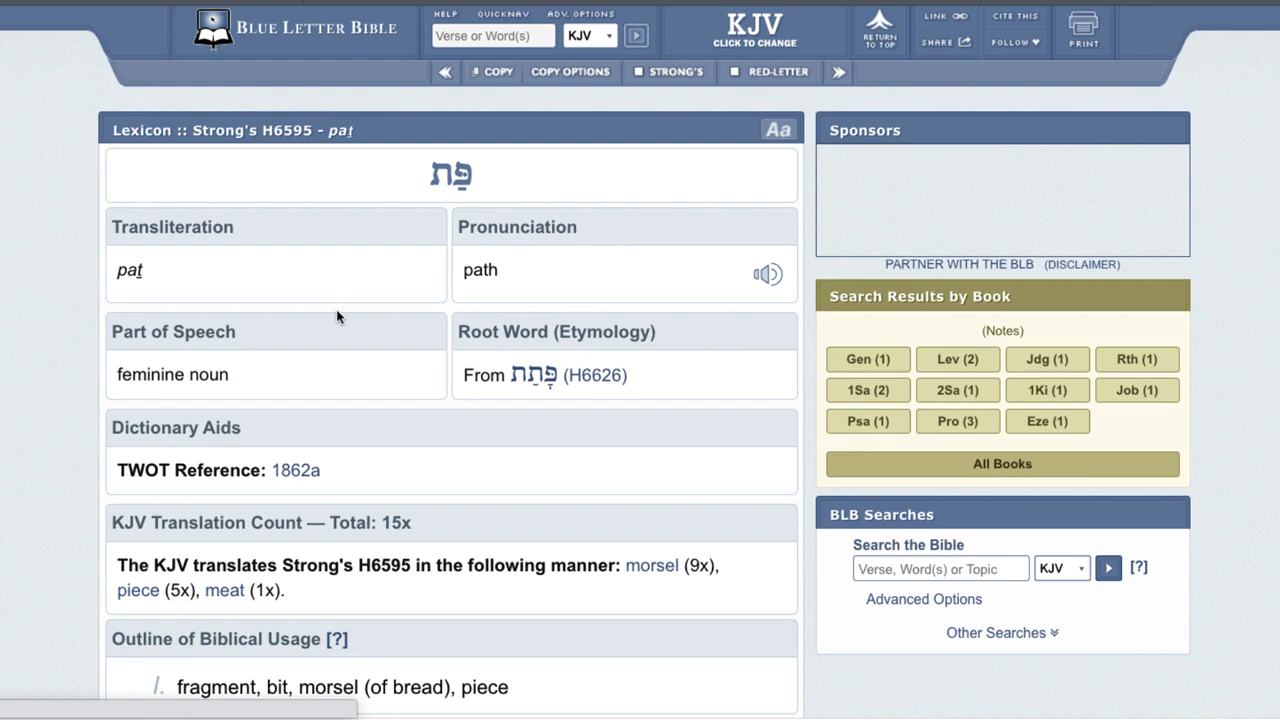 BLUE LETTER BIBLE
HELP QUICKNAV ADV. OPTIONS
Verse or Word(s) KJV
KJV
CLICK TO CHANGE
RETURN
TO TOP
LINK CITE THIS
SHARE FOLLOW
PRINT
COPY COPY OPTIONS STRONG'S RED-LETTER
Lexicon :: Strong's H6595 - paṯ Aa
פַּת
Transliteration
paṯ
Pronunciation
path
Part of Speech
feminine noun
Root Word (Etymology)
From פָּתַת (H6626)
Dictionary Aids
TWOT Reference: 1862a
KJV Translation Count — Total: 15x
The KJV translates Strong's H6595 in the following manner: morsel (9x),
piece (5x), meat (1x).
Outline of Biblical Usage [?]
I. fragment, bit, morsel (of bread), piece
Sponsors
PARTNER WITH THE BLB (DISCLAIMER)
Search Results by Book
(Notes)
Gen (1) Lev (2) Jdg (1) Rth (1)
1Sa (2) 2Sa (1) 1Ki (1) Job (1)
Psa (1) Pro (3) Eze (1)
All Books
BLB Searches
Search the Bible
Verse, Word(s) or Topic KJV [?]
Advanced Options
Other Searches